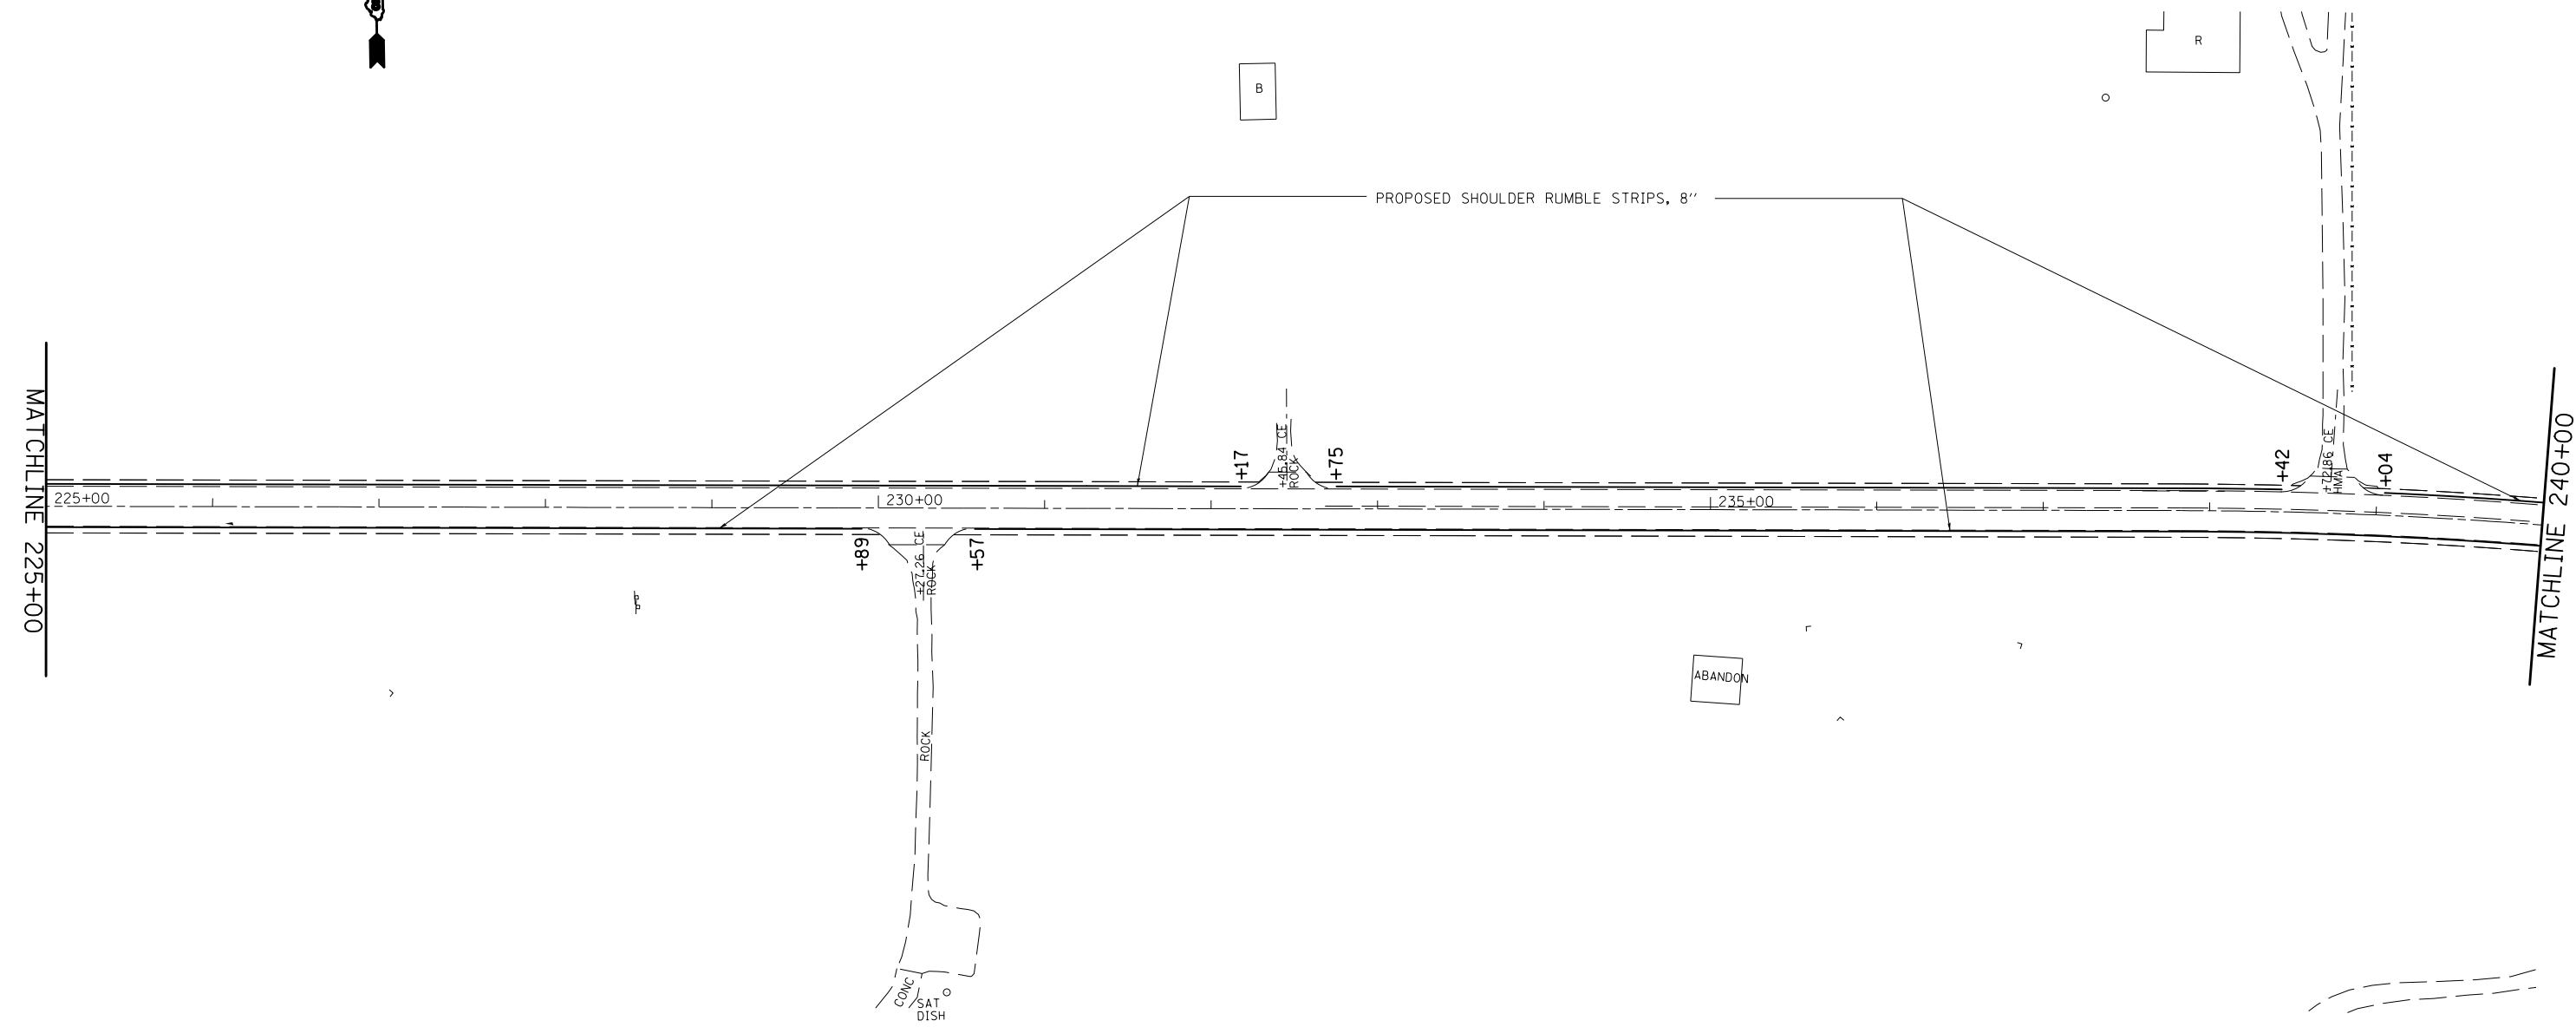 R
B
PROPOSED SHOULDER RUMBLE STRIPS, 8''
MATCHLINE 225+00
MATCHLINE 240+00
225+00
230+00
235+00
+17
+45.84 CE
ROCK
+75
+42
+72.86 CE
HMA
+04
+89
+27.26 CE
ROCK
+57
ABANDON
ROCK
CONC
SAT
DISH